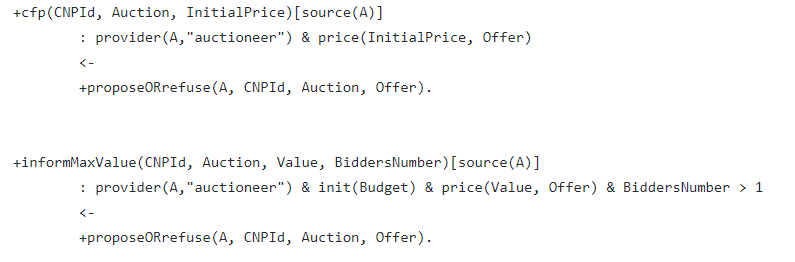 +cfp(CNPId, Auction, InitialPrice)[source(A)]
: provider(A,"auctioneer") & price(InitialPrice, Offer)
<-
+proposeORrefuse(A, CNPId, Auction, Offer).
+informMaxValue(CNPId, Auction, Value, BiddersNumber)[source(A)]
: provider(A,"auctioneer") & init(Budget) & price(Value, Offer) & BiddersNumber > 1
<-
+proposeORrefuse(A, CNPId, Auction, Offer).